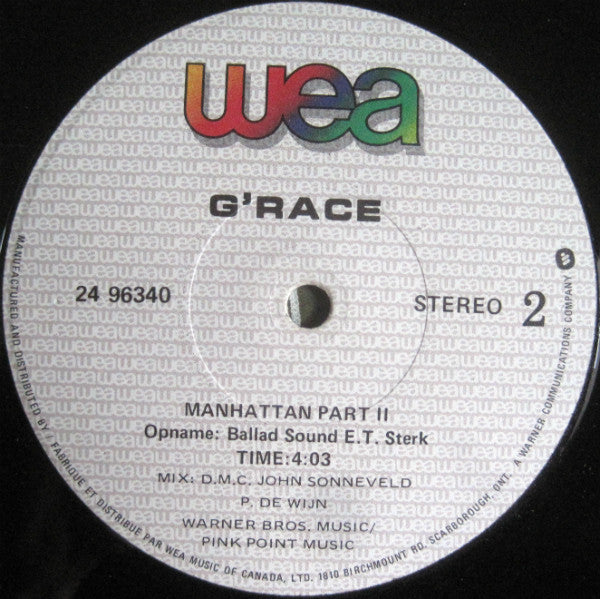 wea
G'RACE
24 96340
STEREO 2
MANHATTAN PART II
Opname: Ballad Sound E.T. Sterk
TIME:4:03
MIX: D.M.C. JOHN SONNEVELD
P. DE WIJN
WARNER BROS. MUSIC/
PINK POINT MUSIC
MANUFACTURED AND DISTRIBUTED BY / FABRIQUÉ ET DISTRIBUÉ PAR WEA MUSIC OF CANADA, LTD. 1810 BIRCHMOUNT RD. SCARBOROUGH, ONT. A WARNER COMMUNICATIONS COMPANY